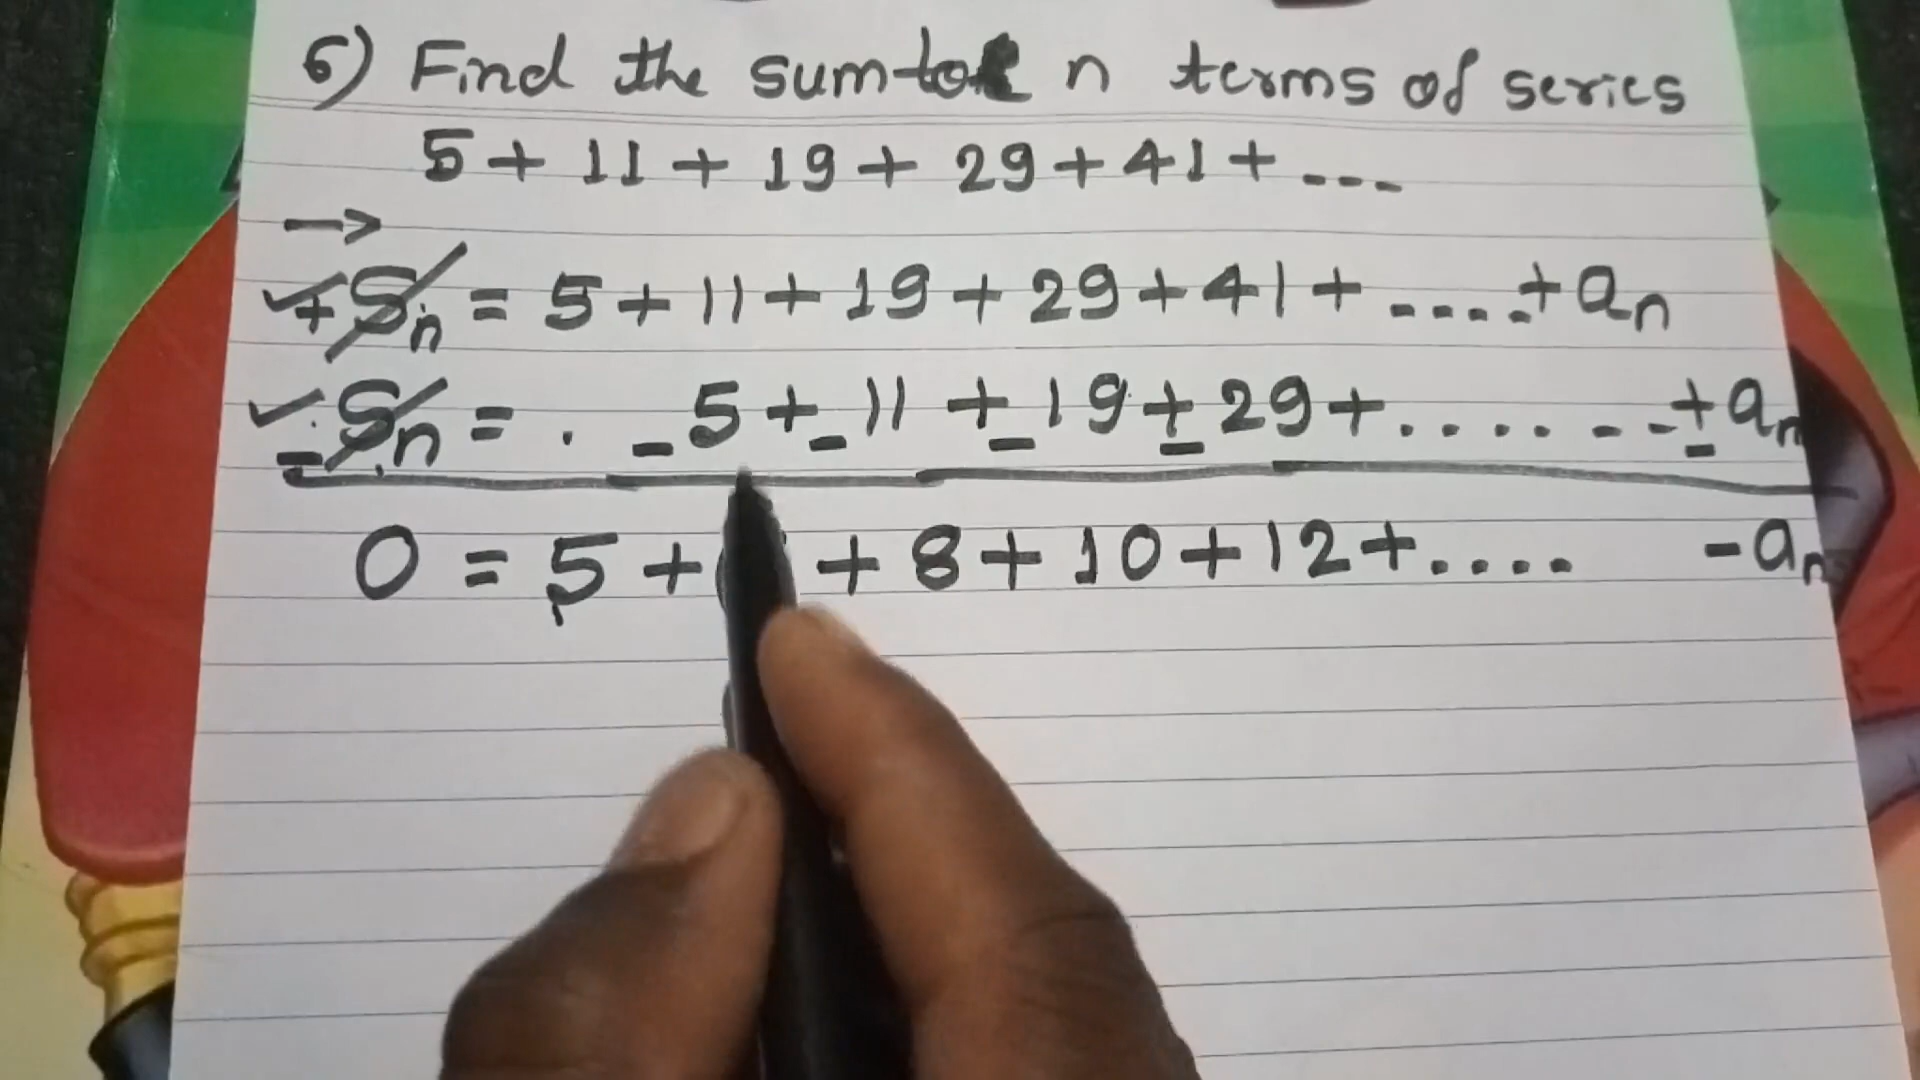 6) Find the sum to n terms of series
5 + 11 + 19 + 29 + 41 + ---
→
+Sn = 5 + 11 + 19 + 29 + 41 + ..... + an
-Sn = . -5 + -11 + -19 + -29 + ........ + -an
0 = 5 + + 8 + 10 + 12 + .... -an